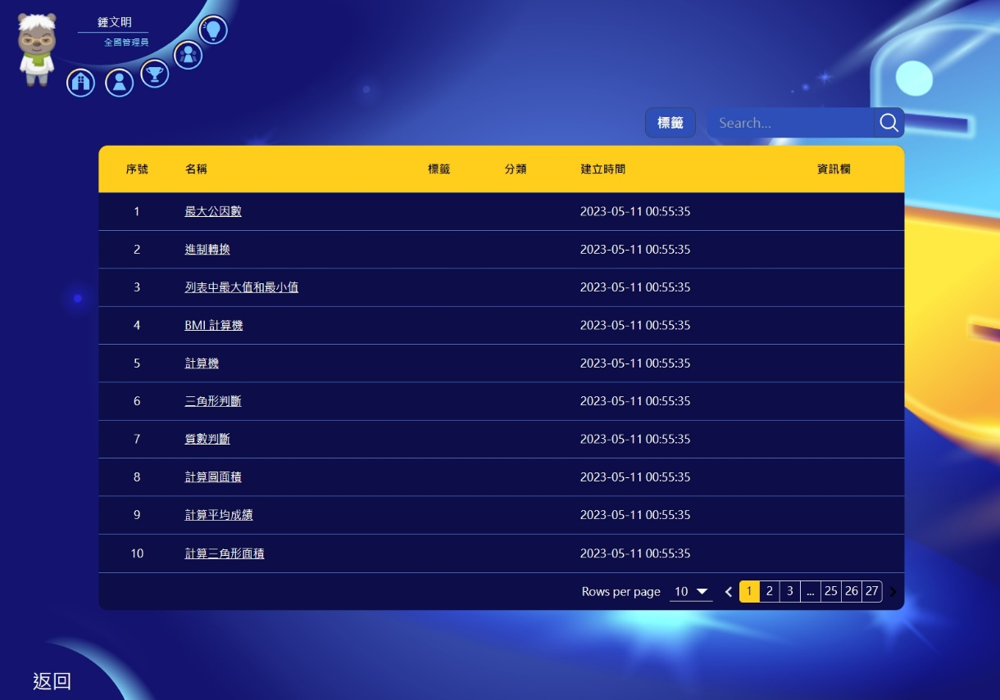 鍾文明
全國管理員
標籤 Search...
序號 名稱 標籤 分類 建立時間 資訊欄
1 最大公因數 2023-05-11 00:55:35
2 進制轉換 2023-05-11 00:55:35
3 列表中最大值和最小值 2023-05-11 00:55:35
4 BMI 計算機 2023-05-11 00:55:35
5 計算機 2023-05-11 00:55:35
6 三角形判斷 2023-05-11 00:55:35
7 質數判斷 2023-05-11 00:55:35
8 計算圓面積 2023-05-11 00:55:35
9 計算平均成績 2023-05-11 00:55:35
10 計算三角形面積 2023-05-11 00:55:35
Rows per page 10 1 2 3 ... 25 26 27
返回